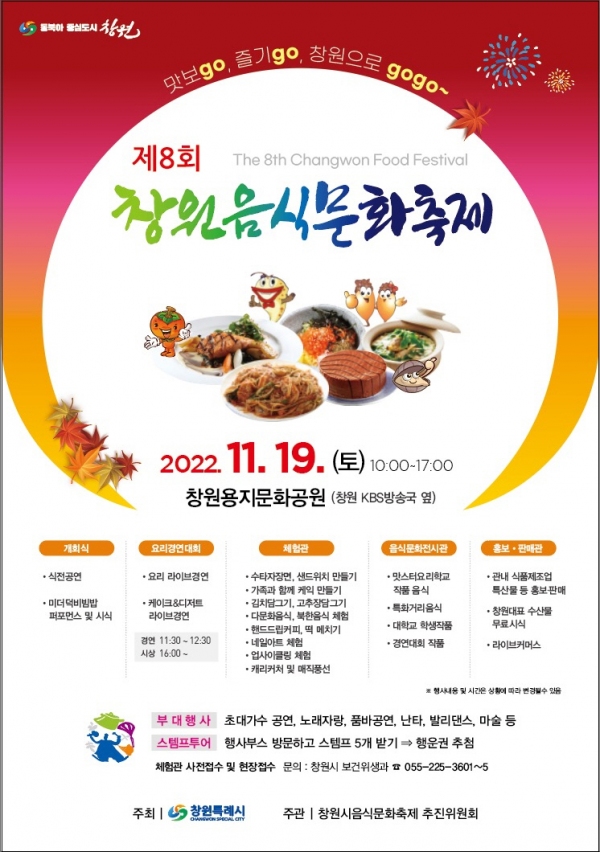 동북아 중심도시 창원
맛보go, 즐기go, 창원으로 gogo~
제8회 The 8th Changwon Food Festival
창원음식문화축제
2022. 11. 19. (토) 10:00~17:00
창원용지문화공원 (창원 KBS방송국 옆)
개회식
• 식전공연
• 미더덕비빔밥
퍼포먼스 및 시식
요리경연대회
• 요리 라이브경연
• 케이크&디저트
라이브경연
경연 11:30 ~ 12:30
시상 16:00 ~
체험관
• 수타자장면, 샌드위치 만들기
• 가족과 함께 케익 만들기
• 김치담그기, 고추장담그기
• 다문화음식, 북한음식 체험
• 핸드드립커피, 떡 메치기
• 네일아트 체험
• 업사이클링 체험
• 캐리커처 및 매직풍선
음식문화전시관
• 맛스터요리학교
작품 음식
• 특화거리음식
• 대학교 학생작품
• 경연대회 작품
홍보 • 판매관
• 관내 식품제조업
특산물 등 홍보·판매
• 창원대표 수산물
무료시식
• 라이브커머스
※ 행사내용 및 시간은 상황에 따라 변경될수 있음
부대행사 초대가수 공연, 노래자랑, 품바공연, 난타, 발리댄스, 마술 등
스템프투어 행사부스 방문하고 스템프 5개 받기 ⇒ 행운권 추첨
체험관 사전접수 및 현장접수 문의 : 창원시 보건위생과 ☎ 055-225-3601~5
주최 | 창원특례시 CHANGWON SPECIAL CITY 주관 | 창원시음식문화축제 추진위원회